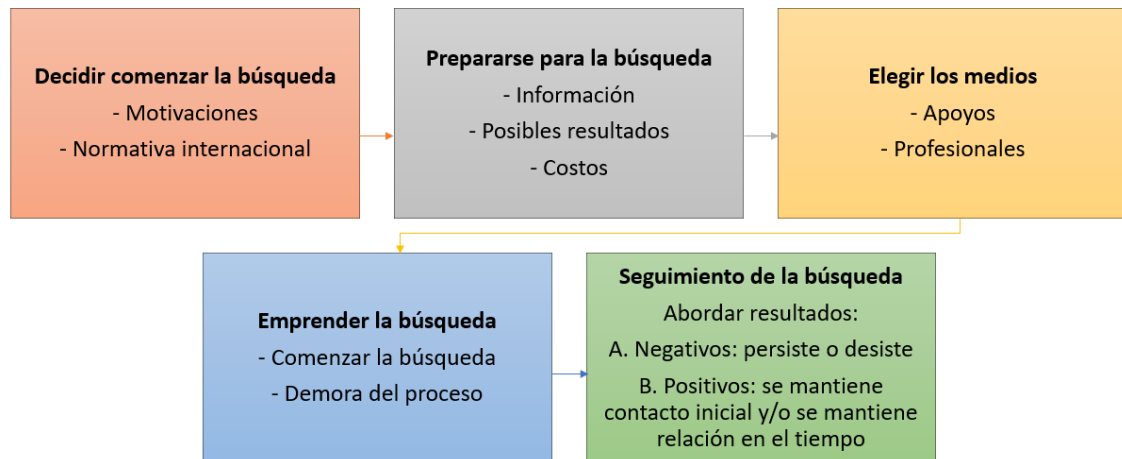 Decidir comenzar la búsqueda
- Motivaciones
- Normativa internacional
Prepararse para la búsqueda
- Información
- Posibles resultados
- Costos
Elegir los medios
- Apoyos
- Profesionales
Emprender la búsqueda
- Comenzar la búsqueda
- Demora del proceso
Seguimiento de la búsqueda
Abordar resultados:
A. Negativos: persiste o desiste
B. Positivos: se mantiene
contacto inicial y/o se mantiene
relación en el tiempo